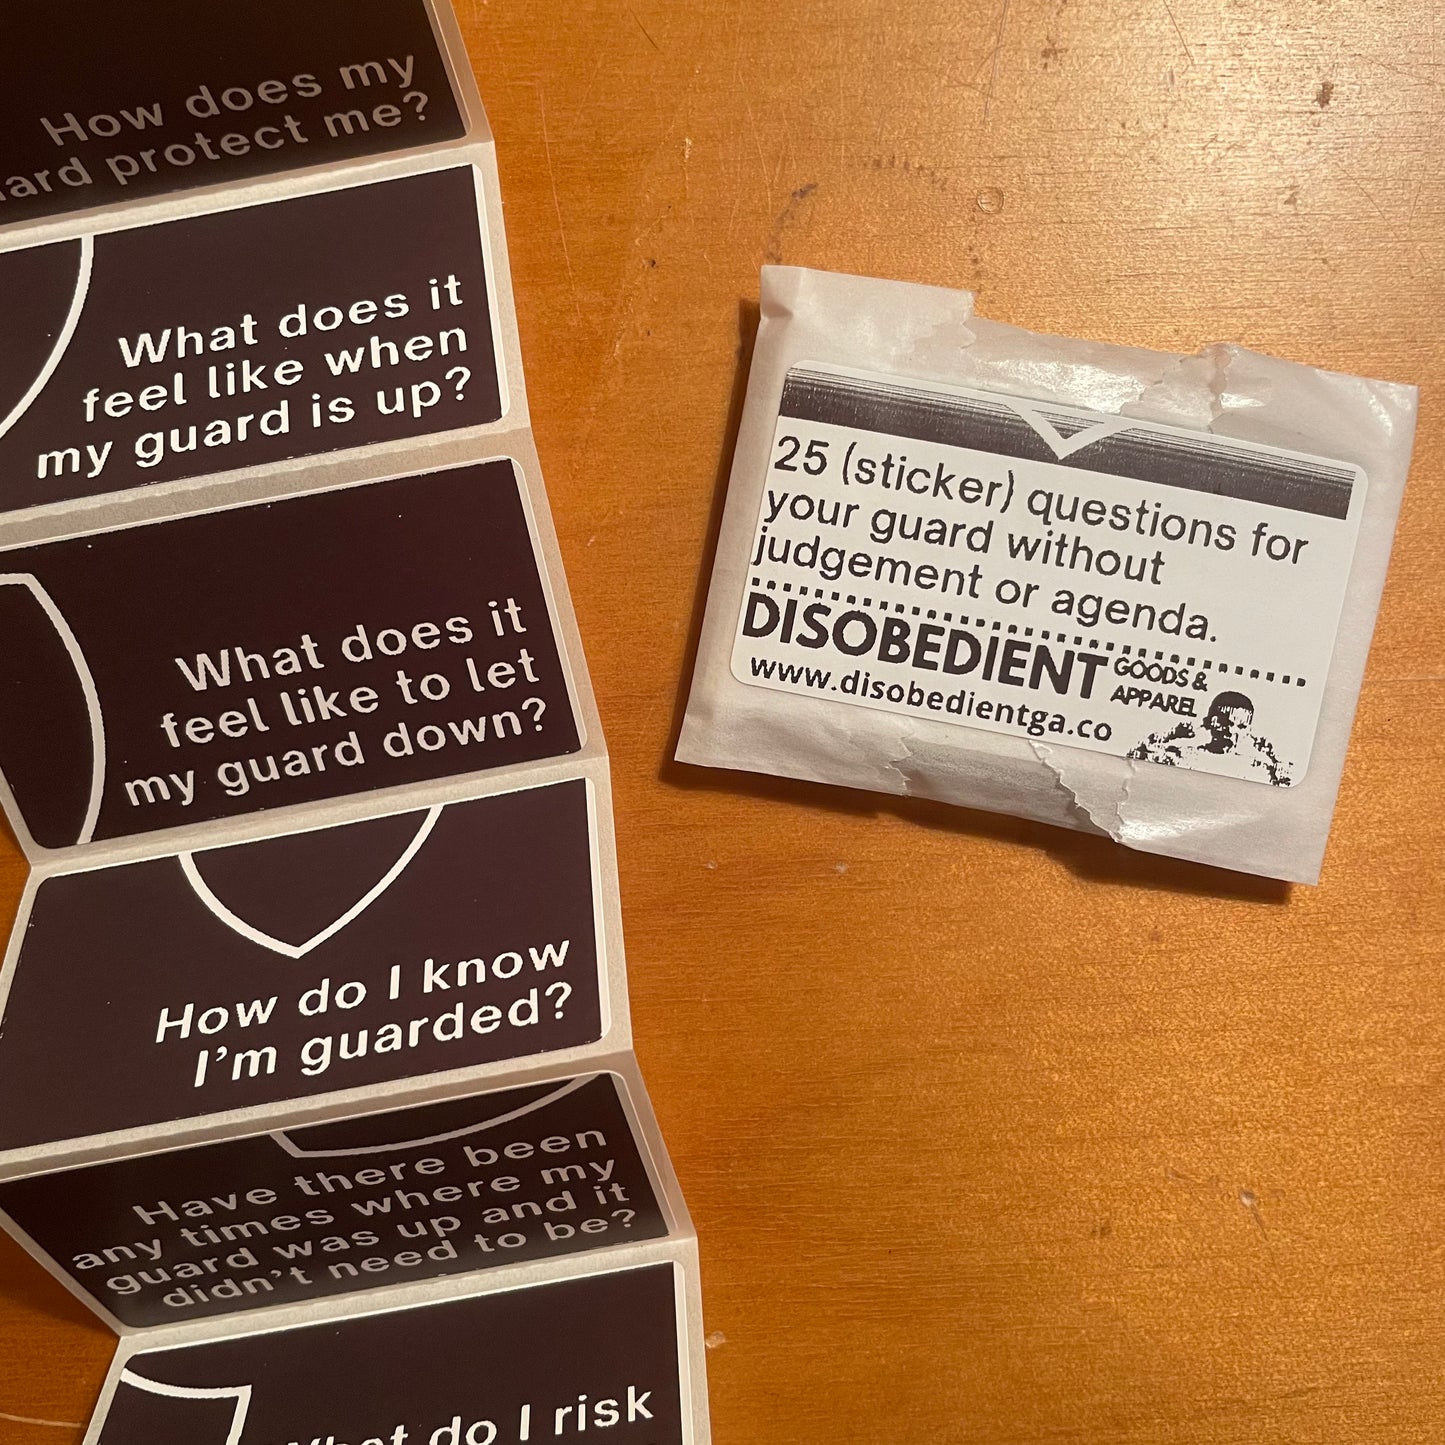 How does my
protect me?
What does it
feel like when
my guard is up?
What does it
feel like to let
my guard down?
How do I know
I'm guarded?
Have there been
any times where my
guard was up and it
didn't need to be?
What do I risk
25 (sticker) questions for
your guard without
judgement or agenda.
DISOBEDIENT GOODS &
APPAREL
www.disobedientga.co